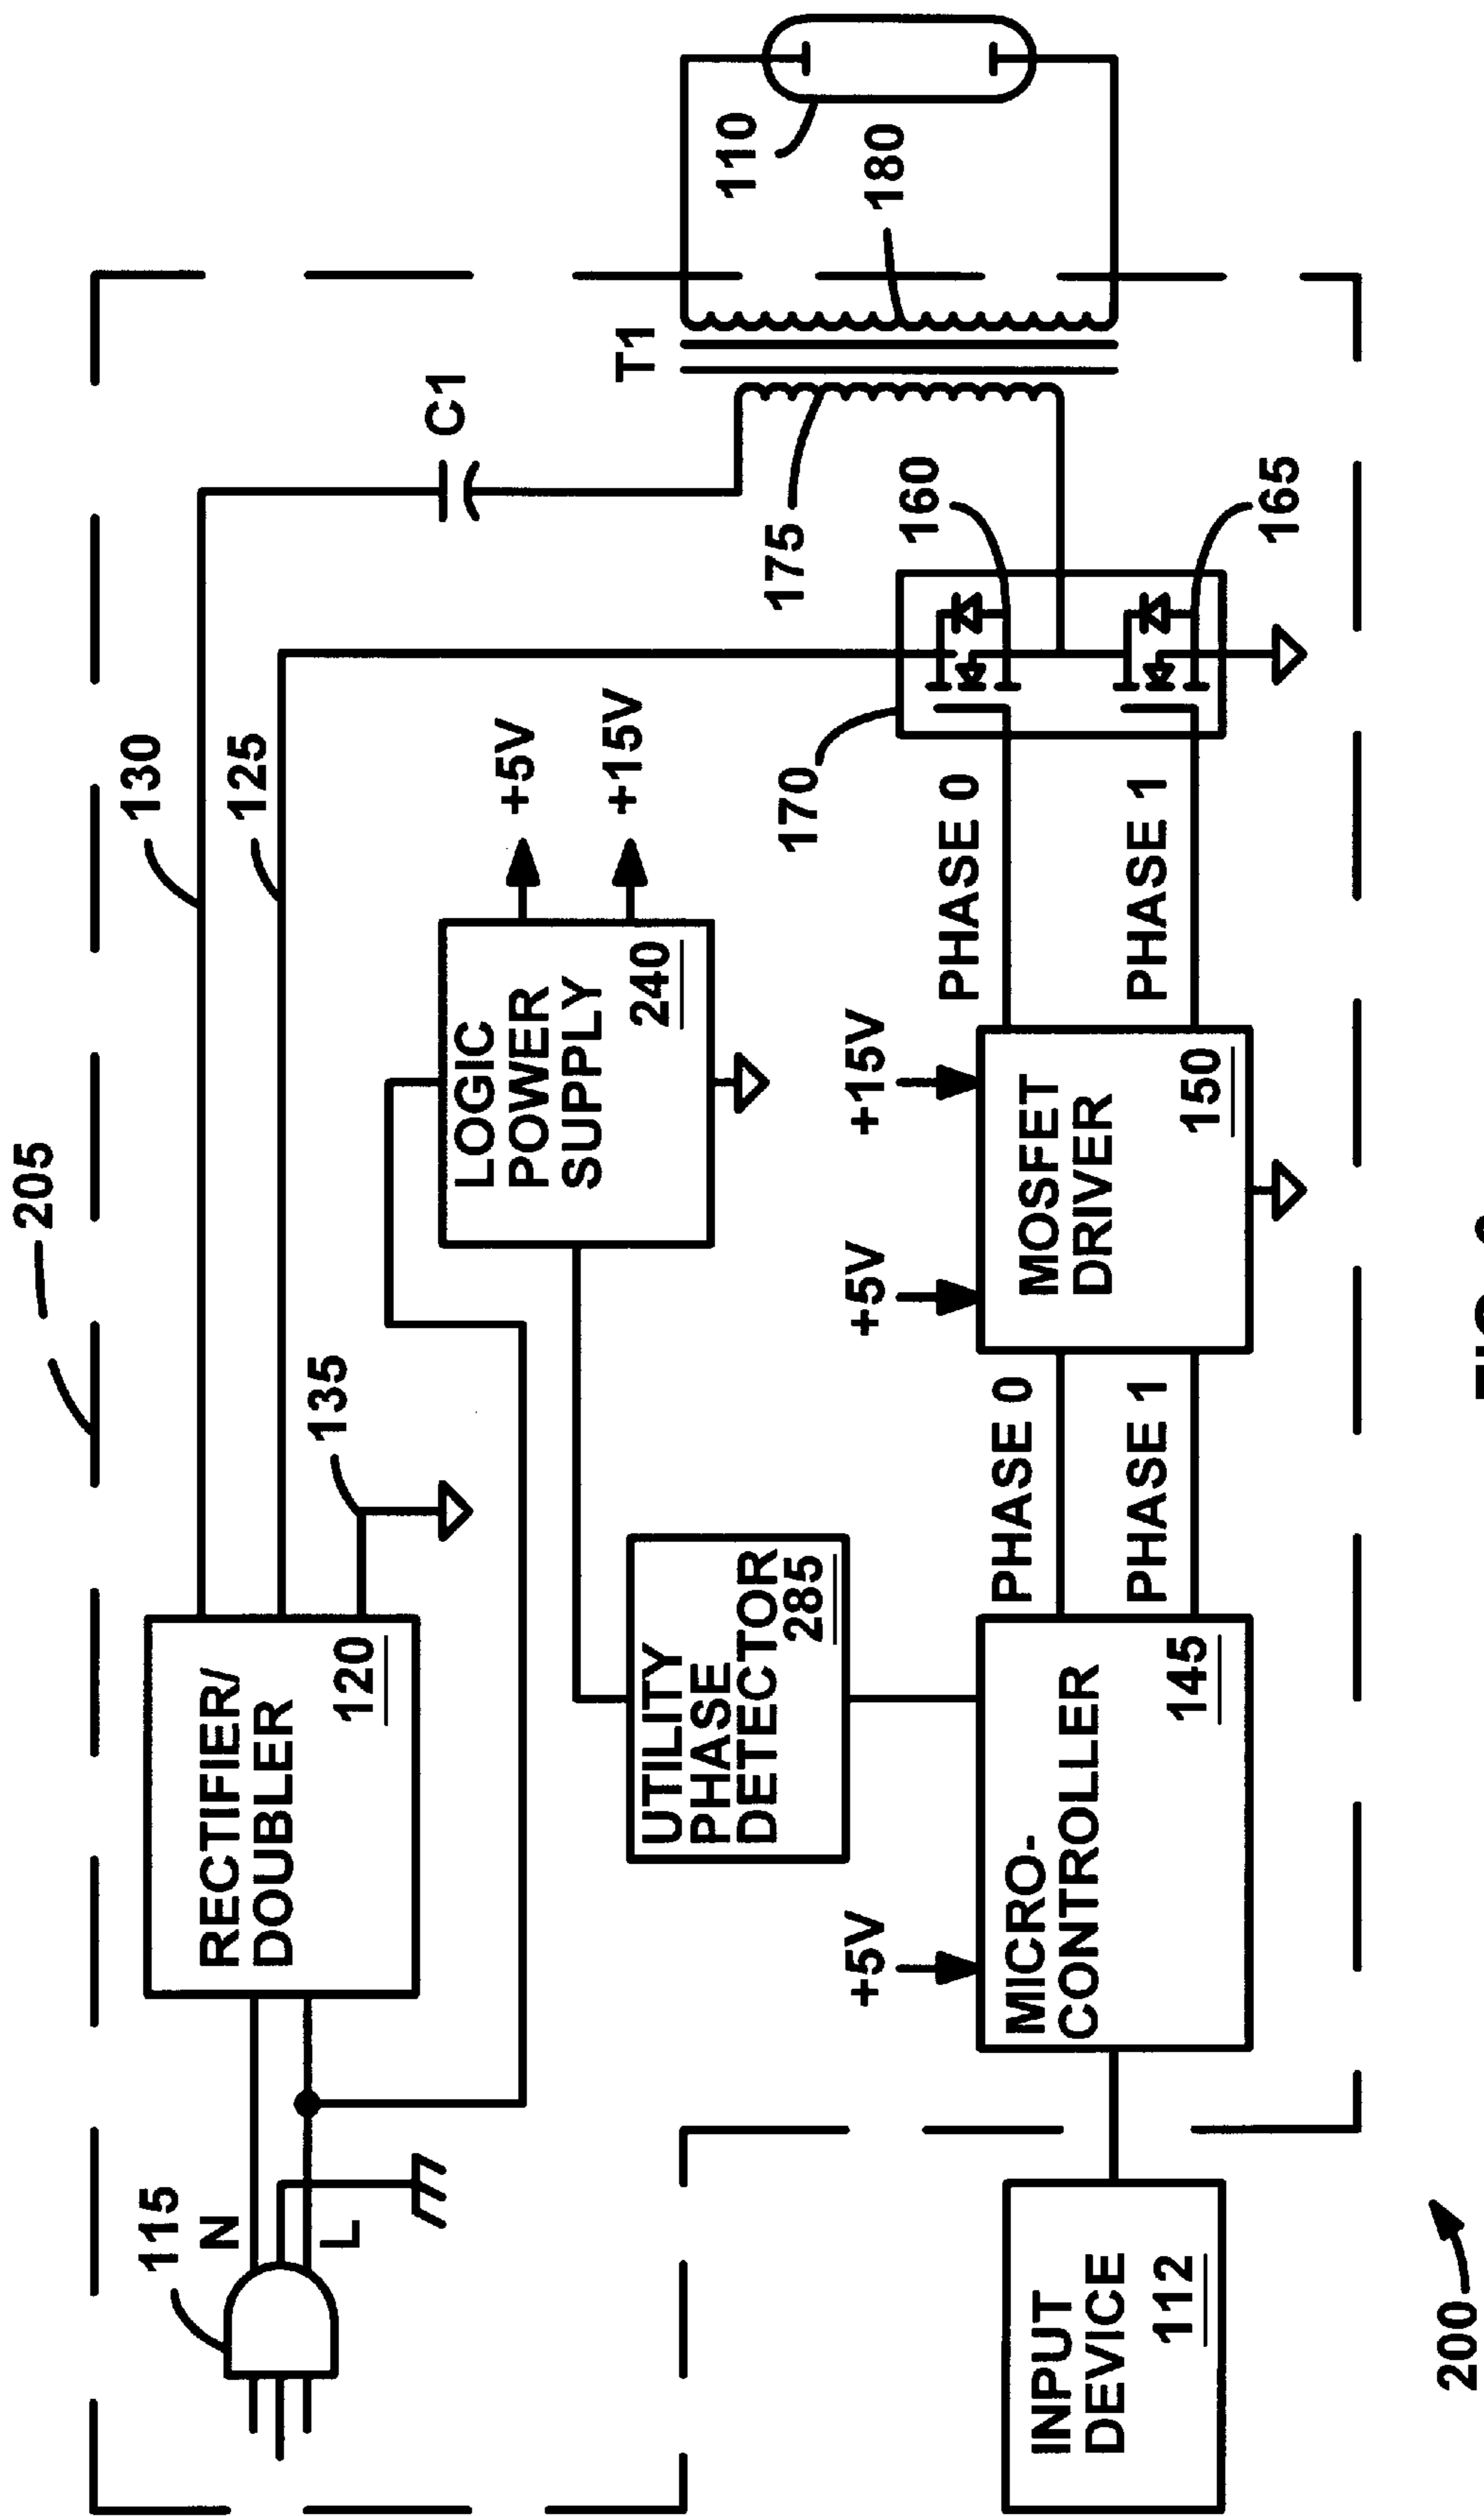 205
115
N
L
RECTIFIER/
DOUBLER
120
130
125
135
C1
T1
LOGIC
POWER
SUPPLY
240
+5V
+15V
UTILITY
PHASE
DETECTOR
285
110
180
175
160
165
170
INPUT
DEVICE
112
+5V
MICRO-
CONTROLLER
145
PHASE 0
PHASE 1
+5V
+15V
MOSFET
DRIVER
150
PHASE 0
PHASE 1
200